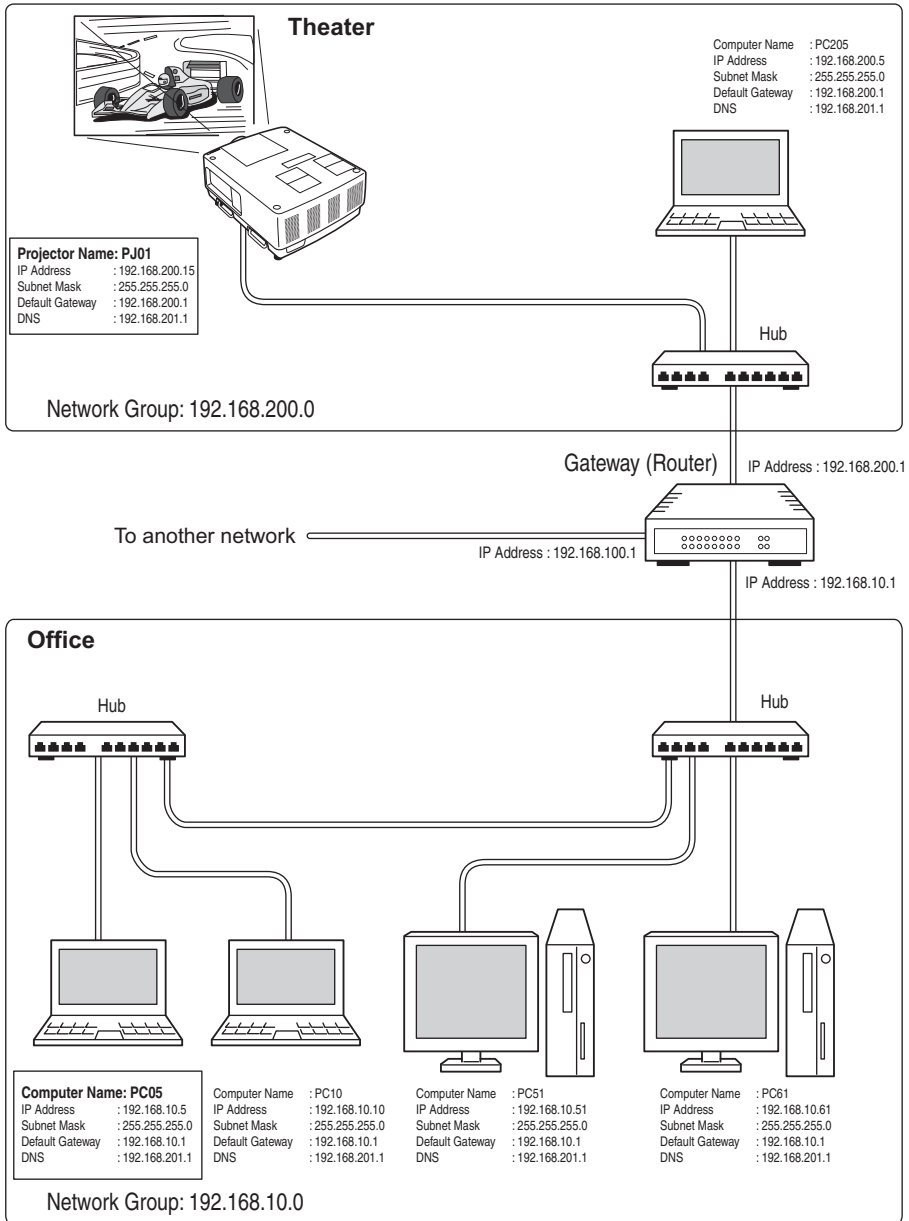 Theater
Computer Name : PC205
IP Address : 192.168.200.5
Subnet Mask : 255.255.255.0
Default Gateway : 192.168.200.1
DNS : 192.168.201.1
Projector Name: PJ01
IP Address : 192.168.200.15
Subnet Mask : 255.255.255.0
Default Gateway : 192.168.200.1
DNS : 192.168.201.1
Hub
Network Group: 192.168.200.0
Gateway (Router)
IP Address : 192.168.200.1
To another network
IP Address : 192.168.100.1
IP Address : 192.168.10.1
Office
Hub
Hub
Computer Name: PC05
IP Address : 192.168.10.5
Subnet Mask : 255.255.255.0
Default Gateway : 192.168.10.1
DNS : 192.168.201.1
Computer Name : PC10
IP Address : 192.168.10.10
Subnet Mask : 255.255.255.0
Default Gateway : 192.168.10.1
DNS : 192.168.201.1
Computer Name : PC51
IP Address : 192.168.10.51
Subnet Mask : 255.255.255.0
Default Gateway : 192.168.10.1
DNS : 192.168.201.1
Computer Name : PC61
IP Address : 192.168.10.61
Subnet Mask : 255.255.255.0
Default Gateway : 192.168.10.1
DNS : 192.168.201.1
Network Group: 192.168.10.0